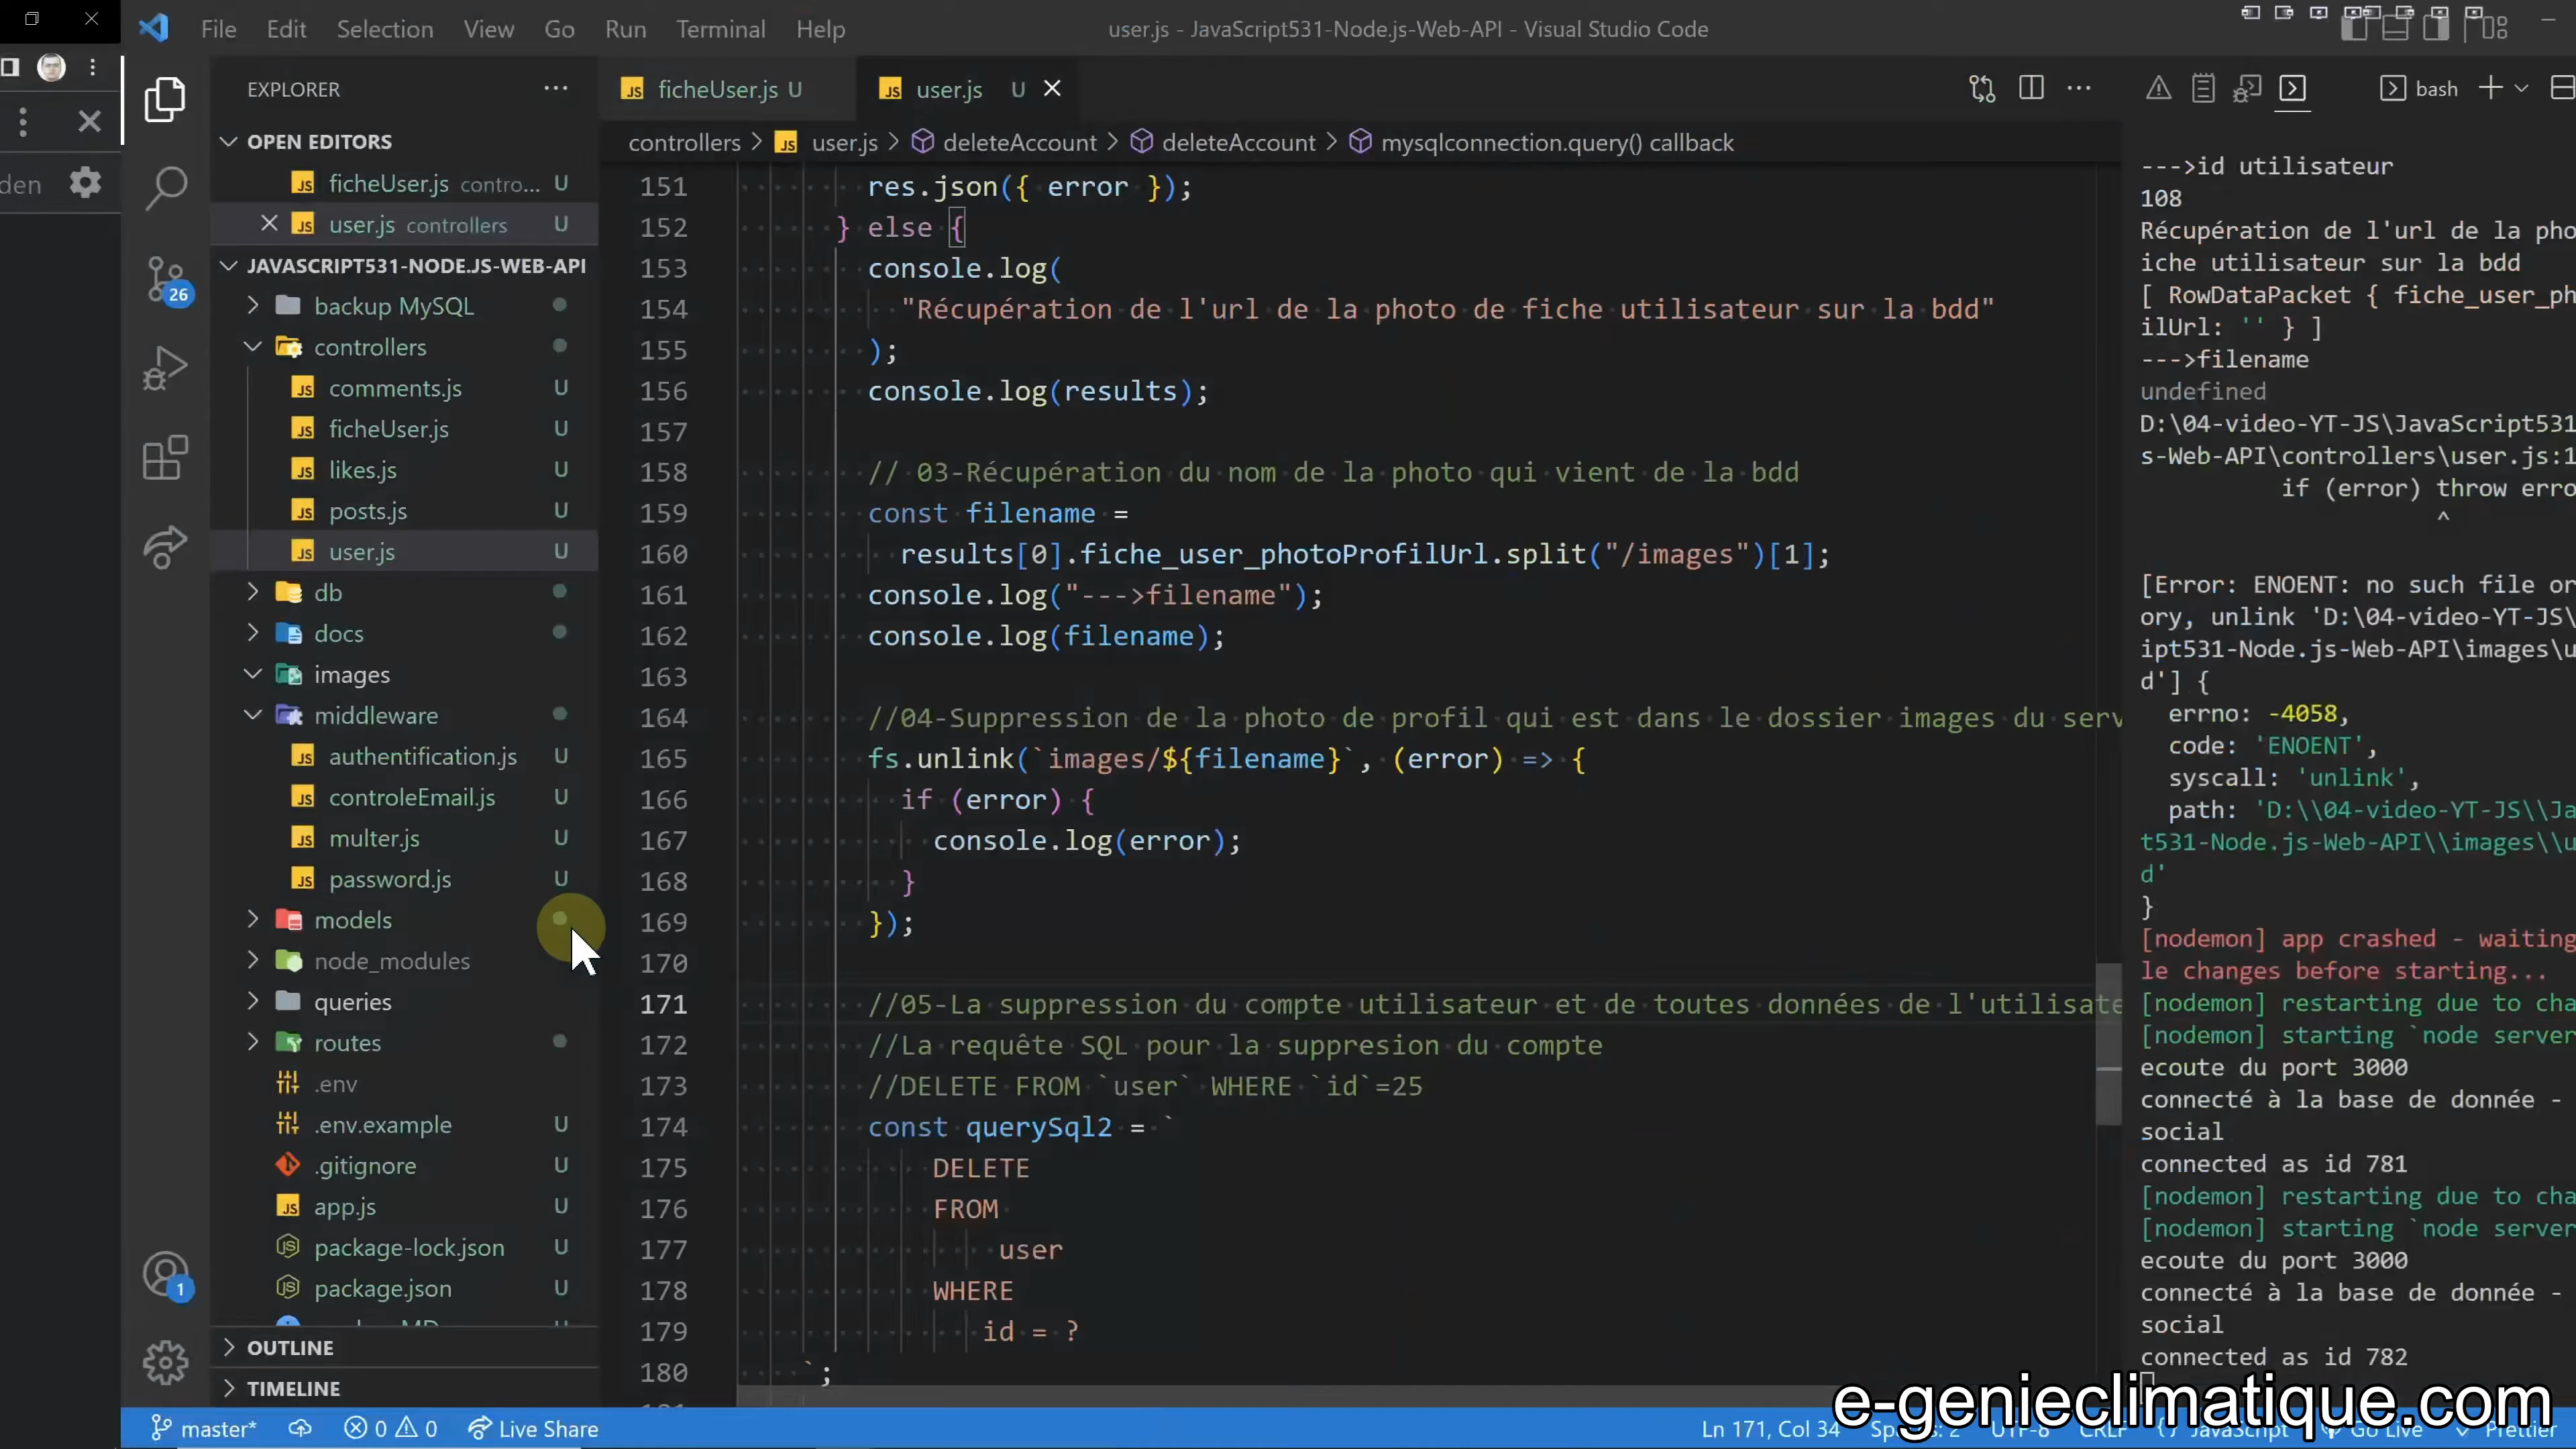 File Edit Selection View Go Run Terminal Help
user.js - JavaScript531-Node.js-Web-API - Visual Studio Code
den
EXPLORER
OPEN EDITORS
ficheUser.js contro... U
user.js controllers U
JAVASCRIPT531-NODE.JS-WEB-API
backup MySQL
controllers
comments.js U
ficheUser.js U
likes.js U
posts.js U
user.js U
db
docs
images
middleware
authentification.js U
controleEmail.js U
multer.js U
password.js U
models
node_modules
queries
routes
.env
.env.example U
.gitignore U
app.js U
package-lock.json U
package.json U
OUTLINE
TIMELINE
26
1
ficheUser.js U
user.js U
controllers > user.js > deleteAccount > deleteAccount > mysqlconnection.query() callback
151 res.json({ error });
152 } else {
153 console.log(
154 "Récupération de l'url de la photo de fiche utilisateur sur la bdd"
155 );
156 console.log(results);
157
158 // 03-Récupération du nom de la photo qui vient de la bdd
159 const filename =
160 results[0].fiche_user_photoProfilUrl.split("/images")[1];
161 console.log("--->filename");
162 console.log(filename);
163
164 //04-Suppression de la photo de profil qui est dans le dossier images du serv
165 fs.unlink(`images/${filename}`, (error) => {
166 if (error) {
167 console.log(error);
168 }
169 });
170
171 //05-La suppression du compte utilisateur et de toutes données de l'utilisate
172 //La requête SQL pour la suppresion du compte
173 //DELETE FROM `user` WHERE `id`=25
174 const querySql2 = `
175 DELETE
176 FROM
177 user
178 WHERE
179 id = ?
180 `;
bash
--->id utilisateur
108
Récupération de l'url de la pho
iche utilisateur sur la bdd
[ RowDataPacket { fiche_user_ph
ilUrl: '' } ]
--->filename
undefined
D:\04-video-YT-JS\JavaScript531
s-Web-API\controllers\user.js:1
if (error) throw erro
^
[Error: ENOENT: no such file or
ory, unlink 'D:\04-video-YT-JS\
ipt531-Node.js-Web-API\images\u
d'] {
errno: -4058,
code: 'ENOENT',
syscall: 'unlink',
path: 'D:\\04-video-YT-JS\\Ja
t531-Node.js-Web-API\\images\\u
d'
}
[nodemon] app crashed - waiting
le changes before starting...
[nodemon] restarting due to cha
[nodemon] starting `node server
ecoute du port 3000
connecté à la base de donnée -
social
connected as id 781
[nodemon] restarting due to cha
[nodemon] starting `node server
ecoute du port 3000
connecté à la base de donnée -
social
connected as id 782
e-genieclimatique.com
master* 0 0 Live Share
Ln 171, Col 34 Spaces: 2 UTF-8 CRLF {} JavaScript Go Live Prettier